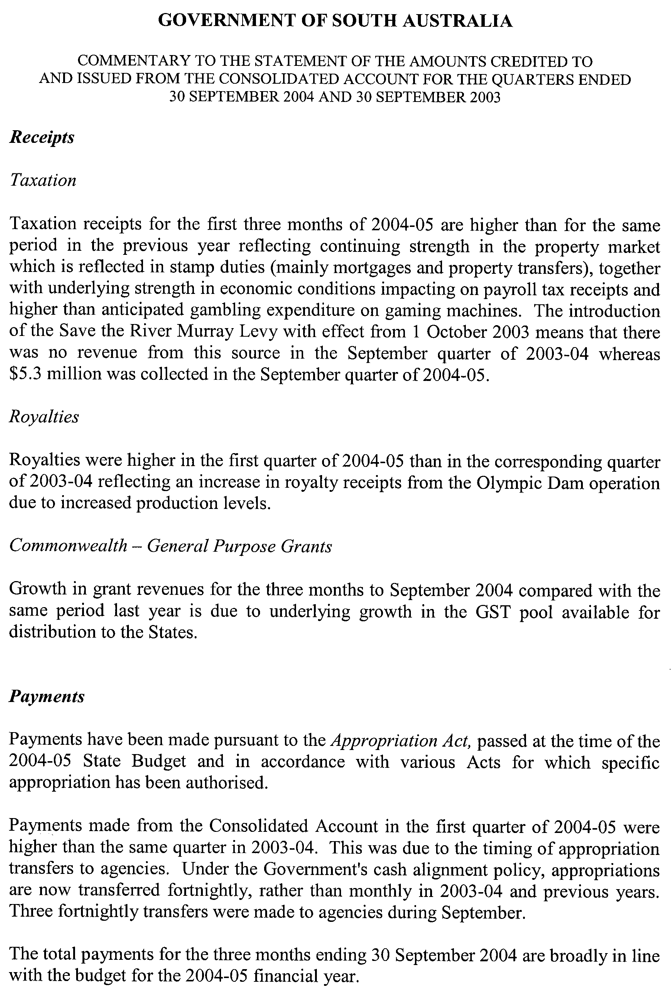 GOVERNMENT OF SOUTH AUSTRALIA
COMMENTARY TO THE STATEMENT OF THE AMOUNTS CREDITED TO
AND ISSUED FROM THE CONSOLIDATED ACCOUNT FOR THE QUARTERS ENDED
30 SEPTEMBER 2004 AND 30 SEPTEMBER 2003
Receipts
Taxation
Taxation receipts for the first three months of 2004-05 are higher than for the same
period in the previous year reflecting continuing strength in the property market
which is reflected in stamp duties (mainly mortgages and property transfers), together
with underlying strength in economic conditions impacting on payroll tax receipts and
higher than anticipated gambling expenditure on gaming machines. The introduction
of the Save the River Murray Levy with effect from 1 October 2003 means that there
was no revenue from this source in the September quarter of 2003-04 whereas
$5.3 million was collected in the September quarter of 2004-05.
Royalties
Royalties were higher in the first quarter of 2004-05 than in the corresponding quarter
of 2003-04 reflecting an increase in royalty receipts from the Olympic Dam operation
due to increased production levels.
Commonwealth – General Purpose Grants
Growth in grant revenues for the three months to September 2004 compared with the
same period last year is due to underlying growth in the GST pool available for
distribution to the States.
Payments
Payments have been made pursuant to the Appropriation Act, passed at the time of the
2004-05 State Budget and in accordance with various Acts for which specific
appropriation has been authorised.
Payments made from the Consolidated Account in the first quarter of 2004-05 were
higher than the same quarter in 2003-04. This was due to the timing of appropriation
transfers to agencies. Under the Government's cash alignment policy, appropriations
are now transferred fortnightly, rather than monthly in 2003-04 and previous years.
Three fortnightly transfers were made to agencies during September.
The total payments for the three months ending 30 September 2004 are broadly in line
with the budget for the 2004-05 financial year.